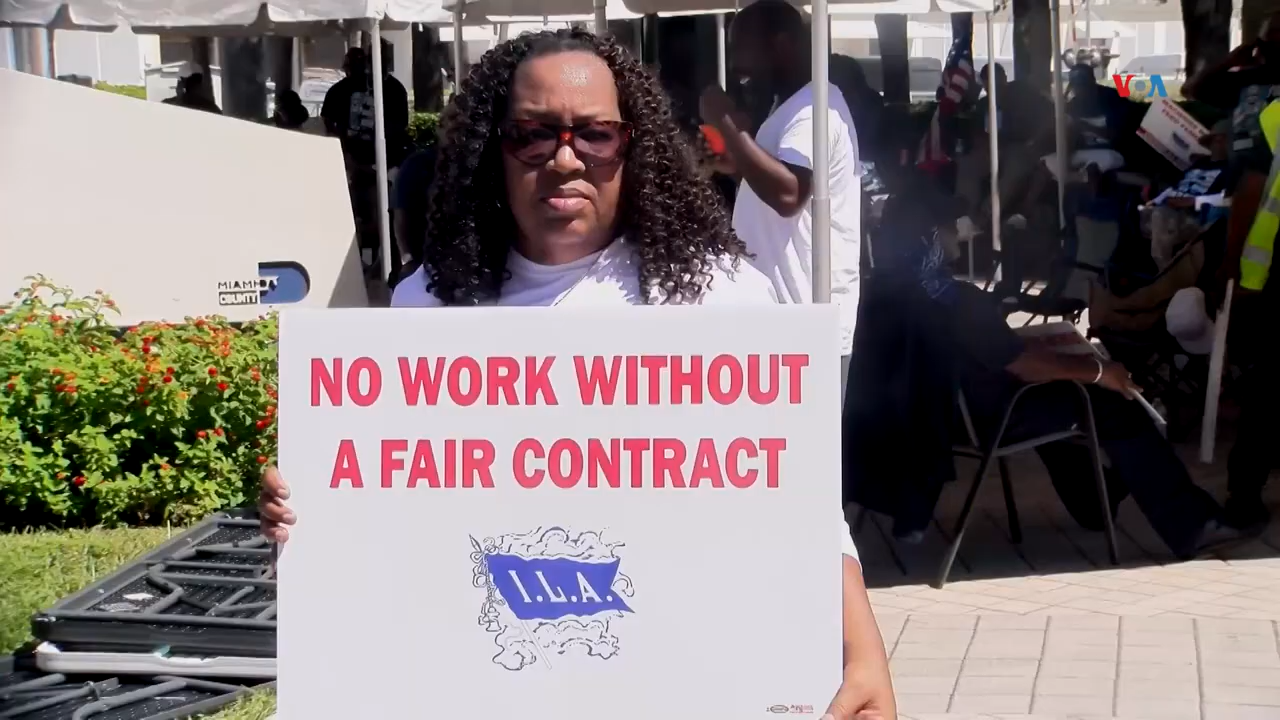 VOA
MIAMI-DADE
COUNTY
NO WORK WITHOUT
A FAIR CONTRACT
I.L.A.